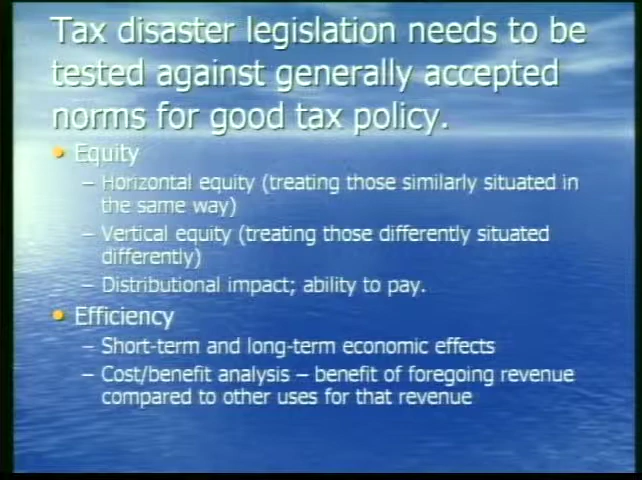 Tax disaster legislation needs to be
tested against generally accepted
norms for good tax policy.
• Equity
– Horizontal equity (treating those similarly situated in
the same way)
– Vertical equity (treating those differently situated
differently)
– Distributional impact; ability to pay.
• Efficiency
– Short-term and long-term economic effects
– Cost/benefit analysis – benefit of foregoing revenue
compared to other uses for that revenue